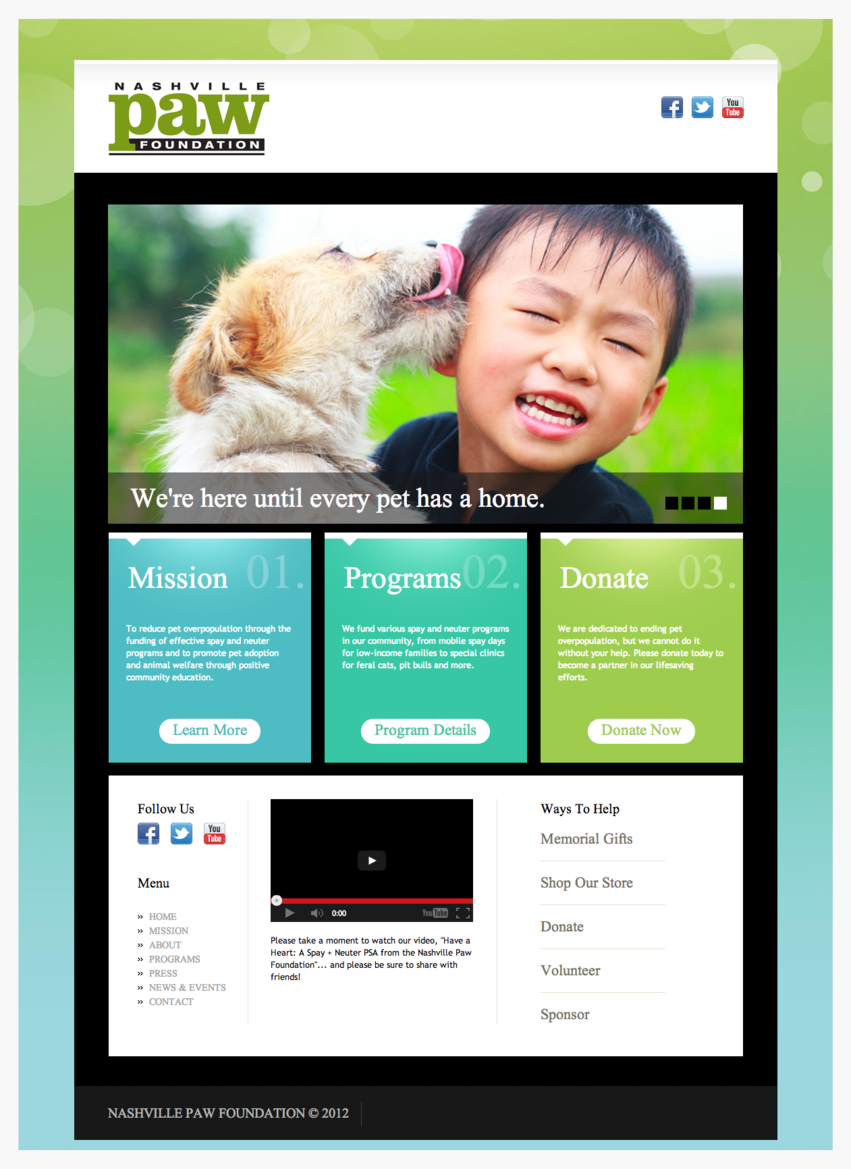 NASHVILLE
paw
FOUNDATION
You
Tube
We're here until every pet has a home.
Mission 01.
To reduce pet overpopulation through the
funding of effective spay and neuter
programs and to promote pet adoption
and animal welfare through positive
community education.
Learn More
Programs 02.
We fund various spay and neuter programs
in our community, from mobile spay days
for low-income families to special clinics
for feral cats, pit bulls and more.
Program Details
Donate 03.
We are dedicated to ending pet
overpopulation, but we cannot do it
without your help. Please donate today to
become a partner in our lifesaving
efforts.
Donate Now
Follow Us
You
Tube
Menu
» HOME
» MISSION
» ABOUT
» PROGRAMS
» PRESS
» NEWS & EVENTS
» CONTACT
0:00
YouTube
Please take a moment to watch our video, "Have a
Heart: A Spay + Neuter PSA from the Nashville Paw
Foundation"... and please be sure to share with
friends!
Ways To Help
Memorial Gifts
Shop Our Store
Donate
Volunteer
Sponsor
NASHVILLE PAW FOUNDATION © 2012